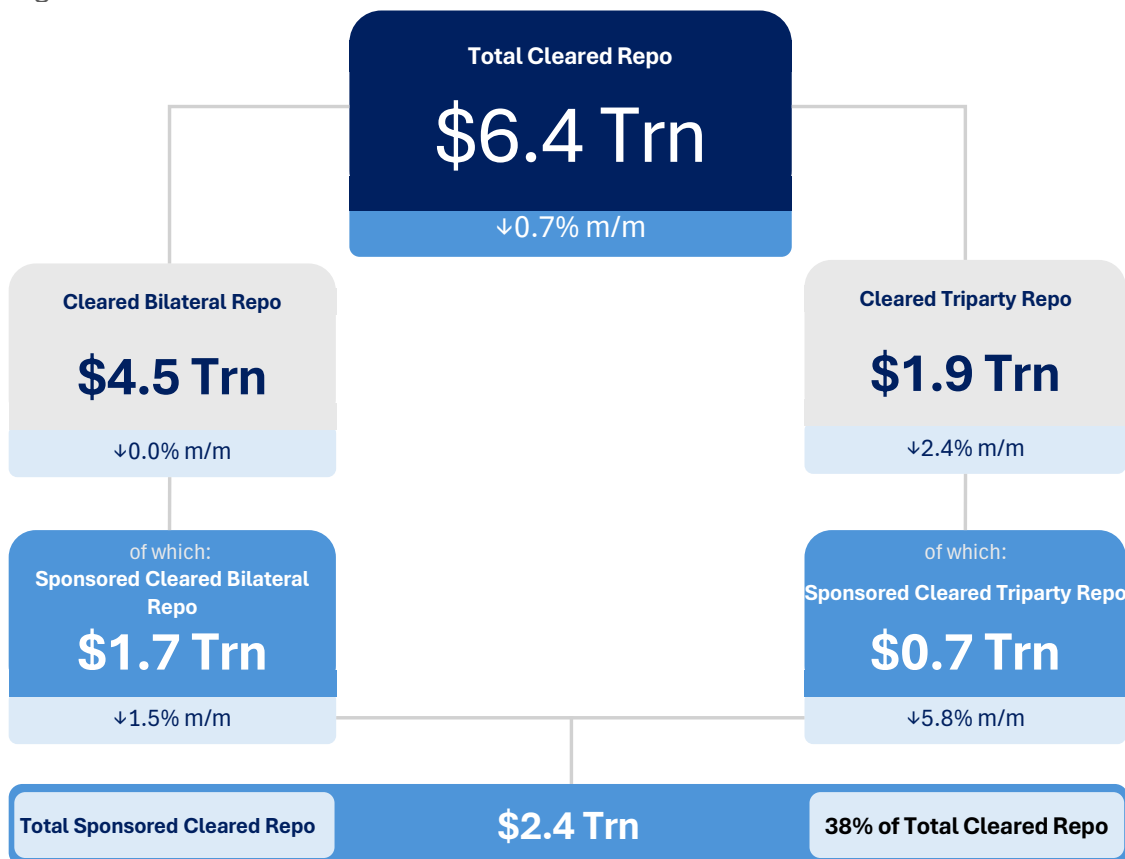 Total Cleared Repo
$6.4 Trn
↓0.7% m/m
Cleared Bilateral Repo
$4.5 Trn
↓0.0% m/m
Cleared Triparty Repo
$1.9 Trn
↓2.4% m/m
of which:
Sponsored Cleared Bilateral
Repo
$1.7 Trn
↓1.5% m/m
of which:
Sponsored Cleared Triparty Repo
$0.7 Trn
↓5.8% m/m
Total Sponsored Cleared Repo
$2.4 Trn
38% of Total Cleared Repo